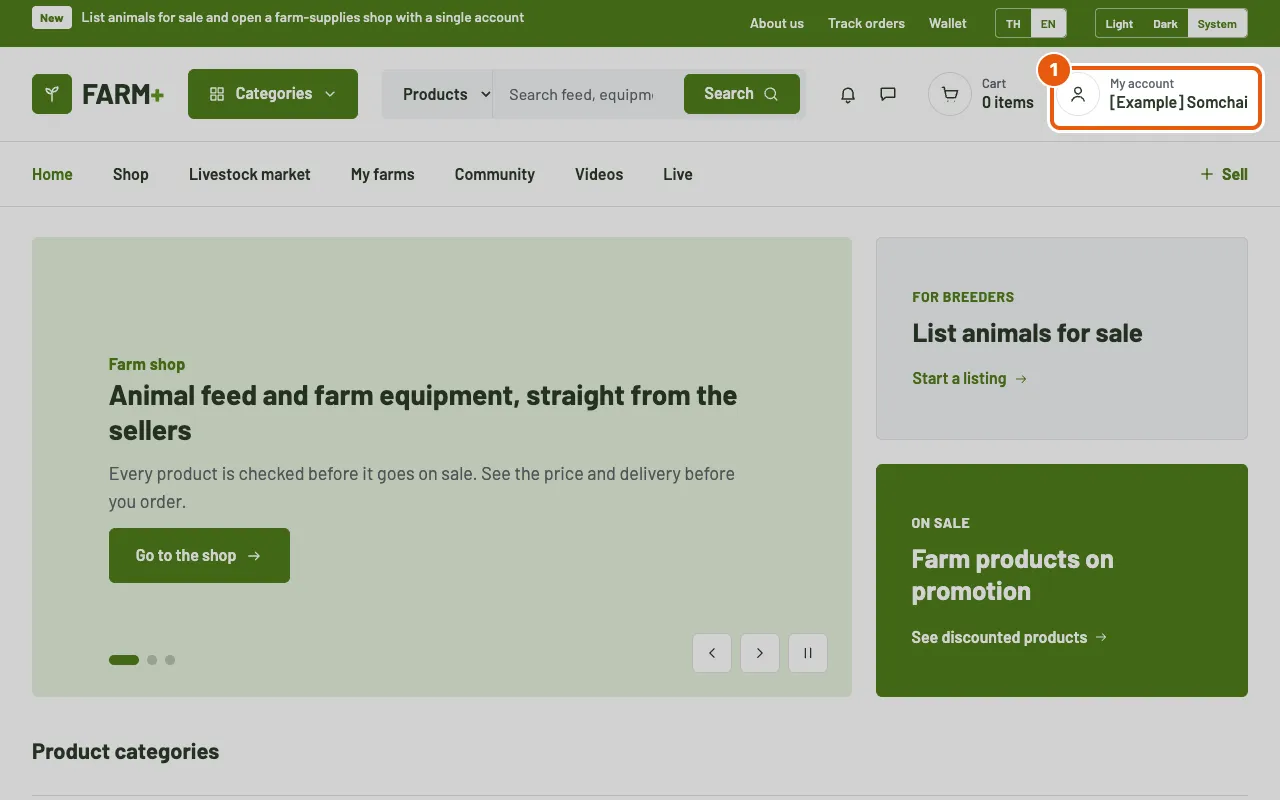 New List animals for sale and open a farm-supplies shop with a single account
About us Track orders Wallet TH EN Light Dark System
FARM+ Categories Products Search feed, equipm Search
Cart
0 items
1
My account
[Example] Somchai
Home Shop Livestock market My farms Community Videos Live + Sell
Farm shop
Animal feed and farm equipment, straight from the
sellers
Every product is checked before it goes on sale. See the price and delivery before
you order.
Go to the shop →
FOR BREEDERS
List animals for sale
Start a listing →
ON SALE
Farm products on
promotion
See discounted products →
Product categories